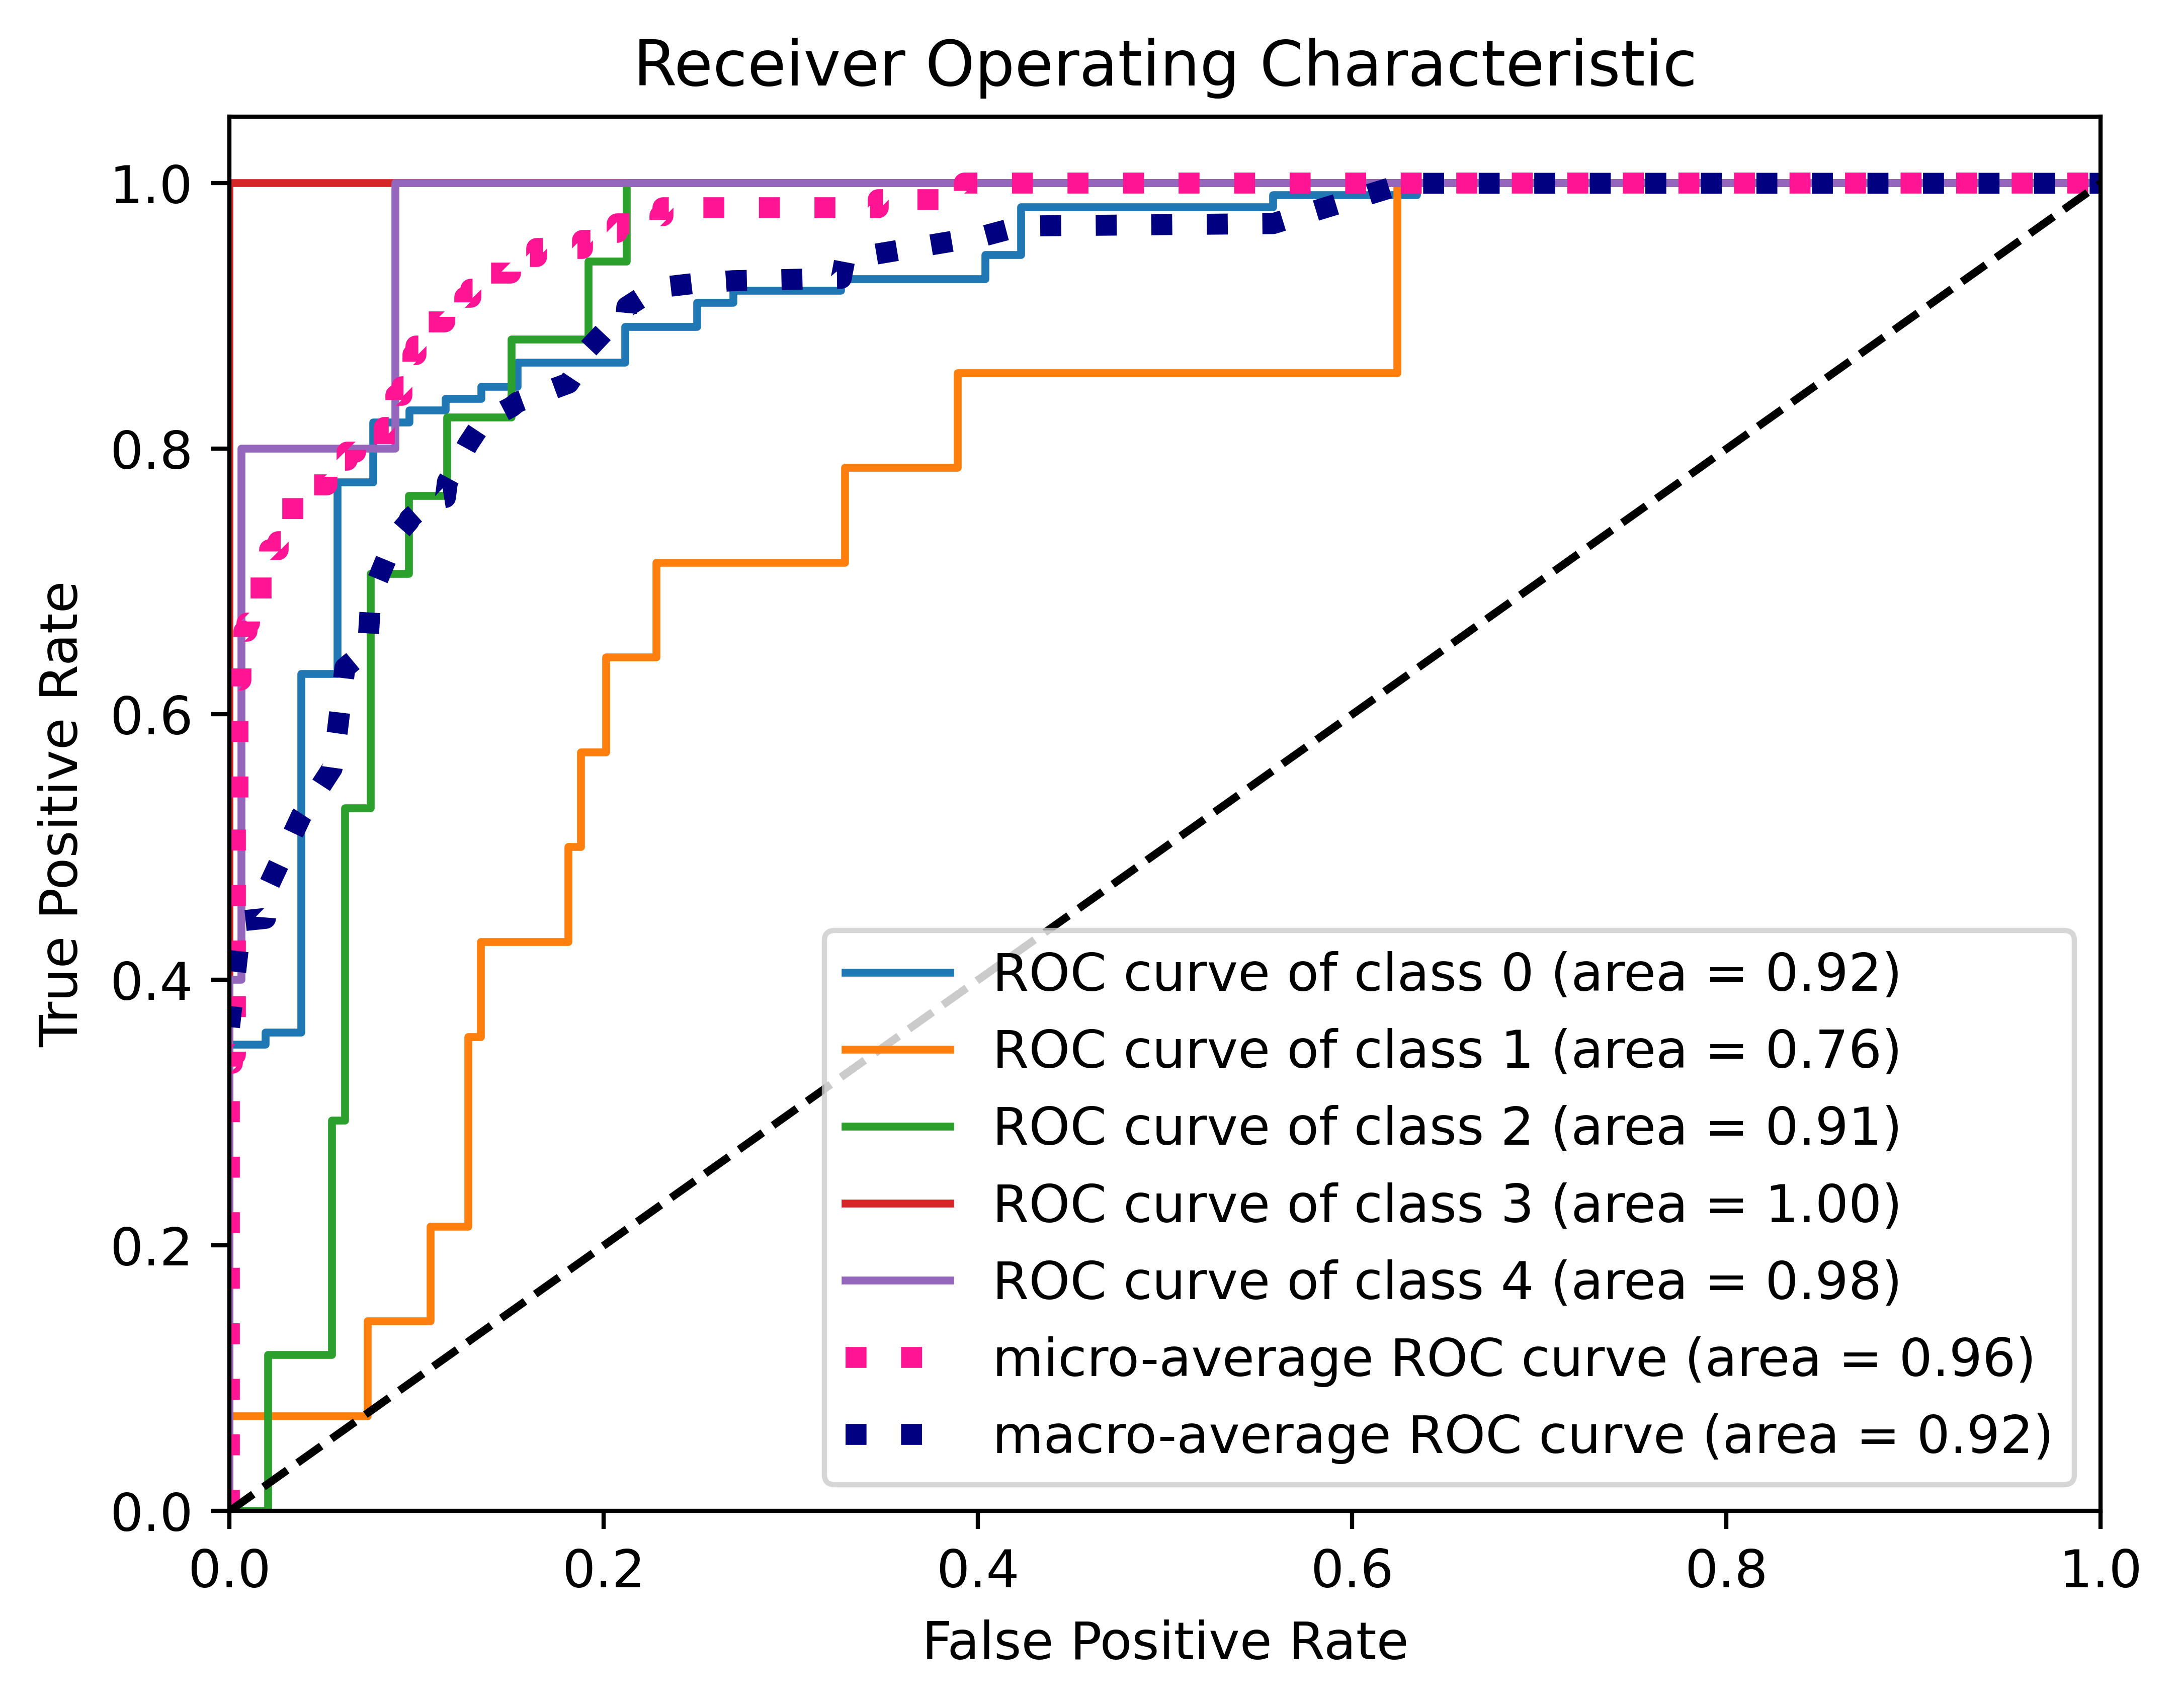 Receiver Operating Characteristic
True Positive Rate
1.0
0.8
0.6
0.4
0.2
0.0
ROC curve of class 0 (area = 0.92)
ROC curve of class 1 (area = 0.76)
ROC curve of class 2 (area = 0.91)
ROC curve of class 3 (area = 1.00)
ROC curve of class 4 (area = 0.98)
micro-average ROC curve (area = 0.96)
macro-average ROC curve (area = 0.92)
0.0 0.2 0.4 0.6 0.8 1.0
False Positive Rate